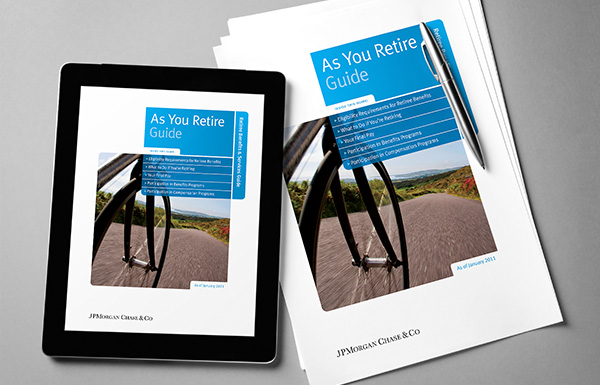 As You Retire
Guide
INSIDE THIS GUIDE:
> Eligibility Requirements for Retiree Benefits
> What to Do if You're Retiring
> Your Final Pay
> Participation in Benefits Programs
> Participation in Compensation Programs
Retiree Benefits & Services Guide
As of January 2011
JPMORGAN CHASE & CO
As You Retire
Guide
INSIDE THIS GUIDE:
> Eligibility Requirements for Retiree Benefits
> What to Do if You're Retiring
> Your Final Pay
> Participation in Benefits Programs
> Participation in Compensation Programs
Retiree
As of January 2011
JPMORGAN CHASE & CO